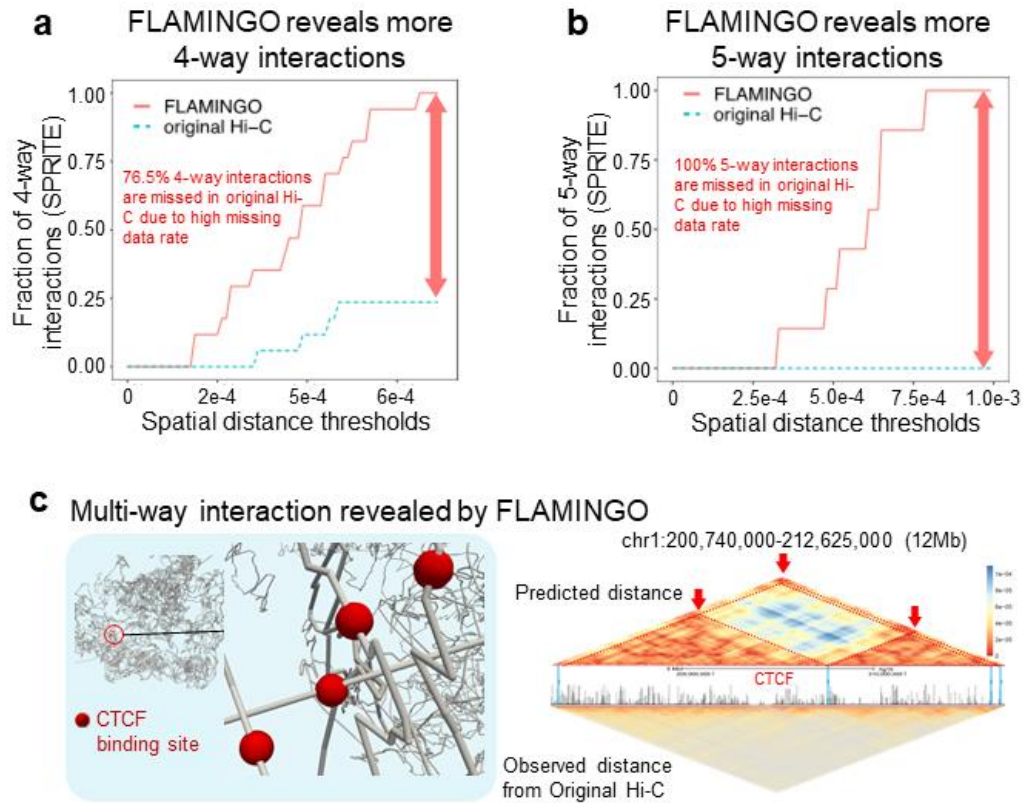 a
FLAMINGO reveals more
4-way interactions
Fraction of 4-way
interactions (SPRITE)
1.00
0.75
0.50
0.25
0.00
FLAMINGO
original Hi-C
76.5% 4-way interactions
are missed in original Hi-
C due to high missing
data rate
0
2e-4
5e-4
6e-4
Spatial distance thresholds
b
FLAMINGO reveals more
5-way interactions
Fraction of 5-way
interactions (SPRITE)
1.00
0.75
0.50
0.25
0.00
FLAMINGO
original Hi-C
100% 5-way interactions
are missed in original Hi-
C due to high missing
data rate
0
2.5e-4
5.0e-4
7.5e-4
1.0e-3
Spatial distance thresholds
c
Multi-way interaction revealed by FLAMINGO
CTCF
binding site
chr1:200,740,000-212,625,000 (12Mb)
Predicted distance
CTCF
Observed distance
from Original Hi-C